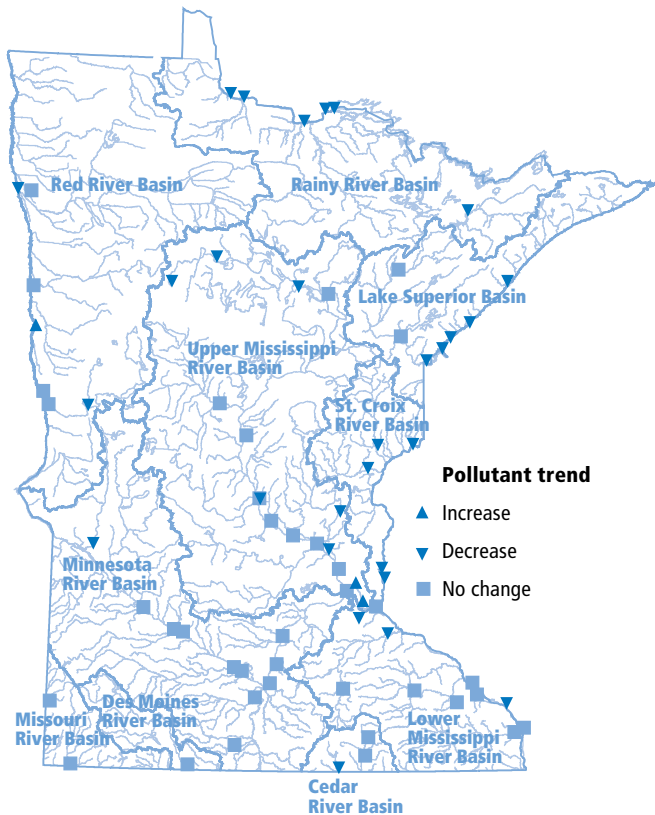 Red River Basin
Rainy River Basin
Lake Superior Basin
Upper Mississippi
River Basin
St. Croix
River Basin
Pollutant trend
Increase
Decrease
No change
Minnesota
River Basin
Missouri
River Basin
Des Moines
River Basin
Lower
Mississippi
River Basin
Cedar
River Basin